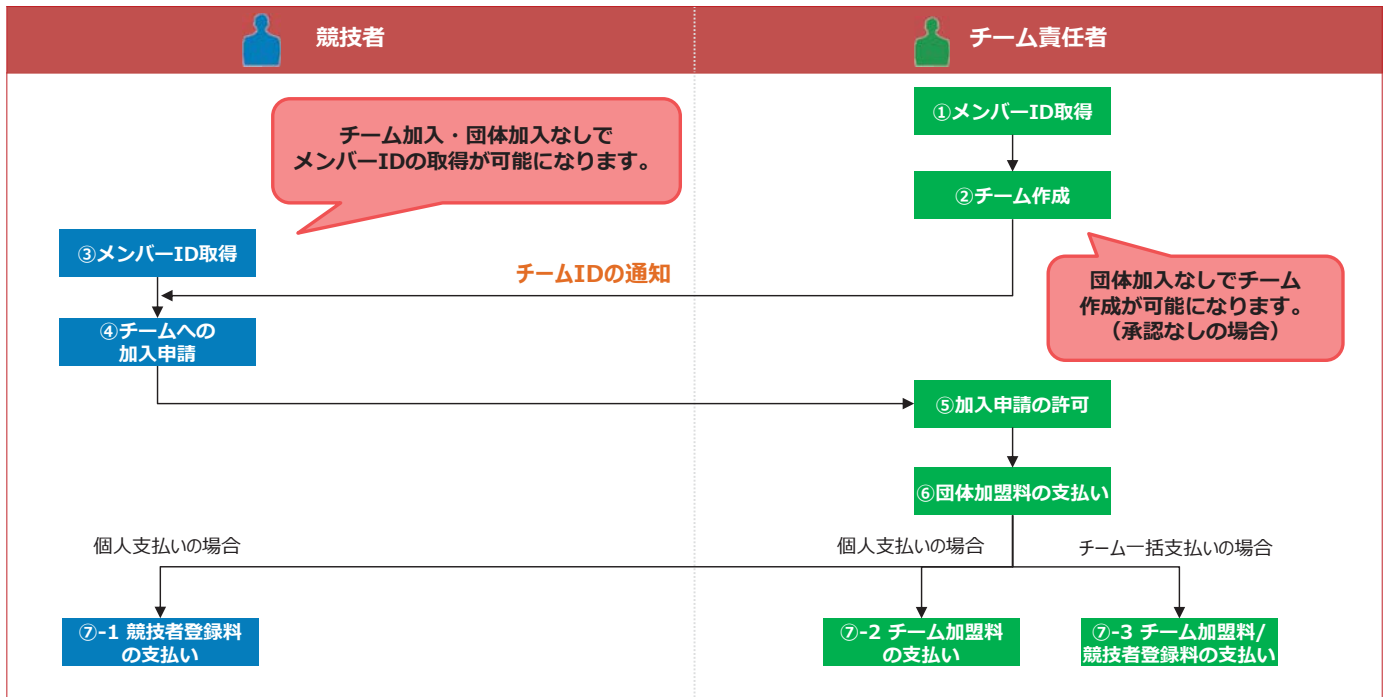 競技者
チーム責任者
①メンバーID取得
チーム加入・団体加入なしで
メンバーIDの取得が可能になります。
②チーム作成
③メンバーID取得
チームIDの通知
団体加入なしでチーム
作成が可能になります。
（承認なしの場合）
④チームへの
加入申請
⑤加入申請の許可
⑥団体加盟料の支払い
個人支払いの場合
個人支払いの場合
チーム一括支払いの場合
⑦-1 競技者登録料
の支払い
⑦-2 チーム加盟料
の支払い
⑦-3 チーム加盟料/
競技者登録料の支払い